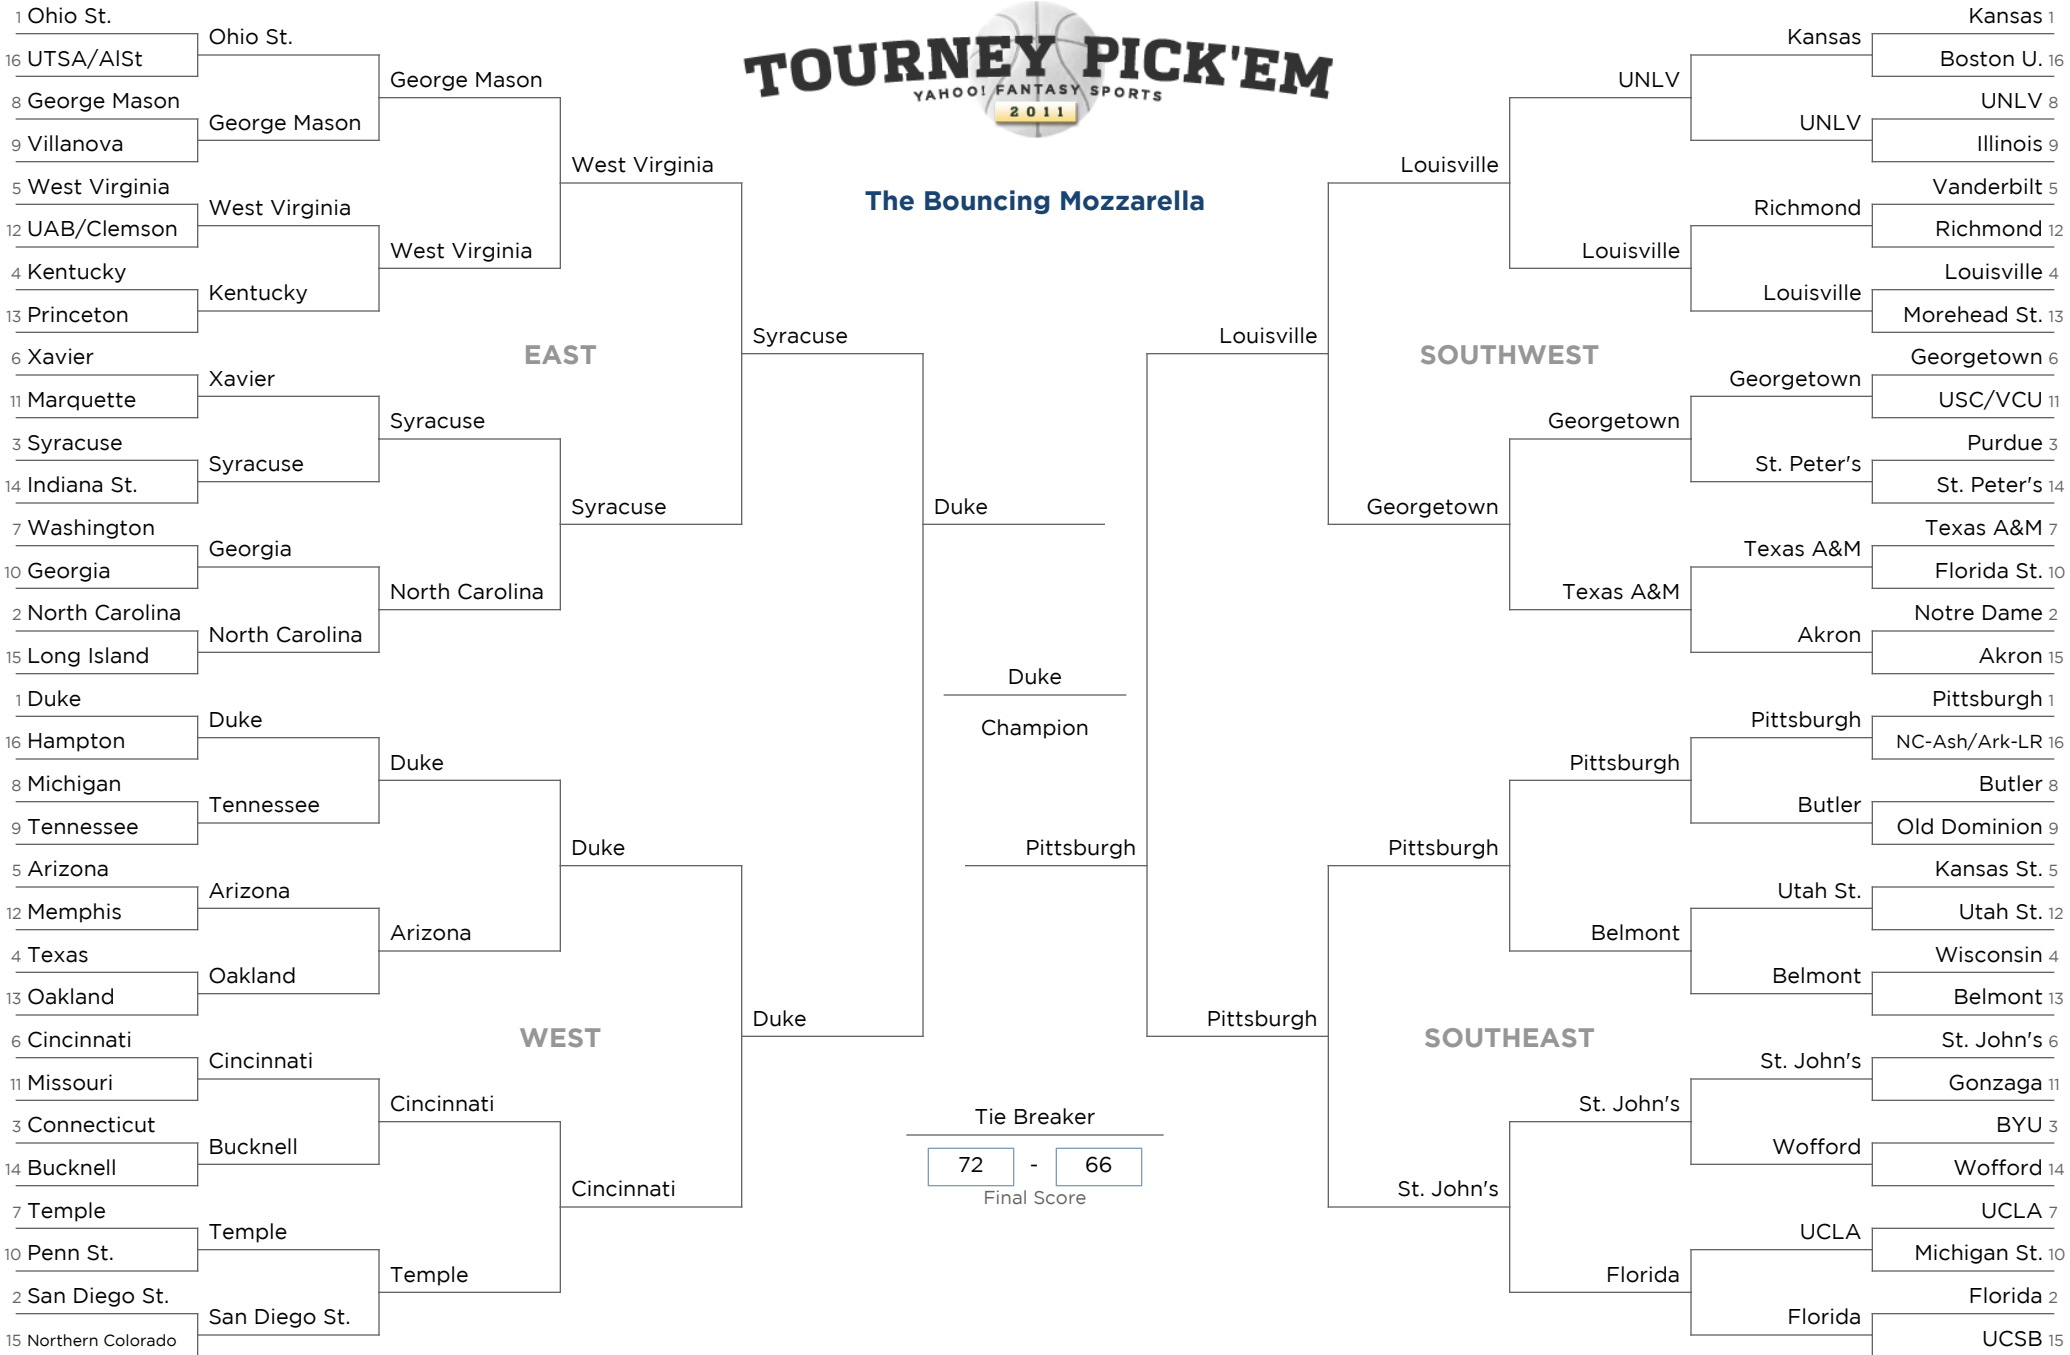 TOURNEY PICK'EM
YAHOO! FANTASY SPORTS
2011
The Bouncing Mozzarella
1 Ohio St.
16 UTSA/AlSt
8 George Mason
9 Villanova
5 West Virginia
12 UAB/Clemson
4 Kentucky
13 Princeton
6 Xavier
11 Marquette
3 Syracuse
14 Indiana St.
7 Washington
10 Georgia
2 North Carolina
15 Long Island
Ohio St.
George Mason
West Virginia
Kentucky
Xavier
Syracuse
Georgia
North Carolina
George Mason
West Virginia
Syracuse
North Carolina
West Virginia
Syracuse
EAST
Syracuse
1 Duke
16 Hampton
8 Michigan
9 Tennessee
5 Arizona
12 Memphis
4 Texas
13 Oakland
6 Cincinnati
11 Missouri
3 Connecticut
14 Bucknell
7 Temple
10 Penn St.
2 San Diego St.
15 Northern Colorado
Duke
Tennessee
Arizona
Oakland
Cincinnati
Bucknell
Temple
San Diego St.
Duke
Arizona
Cincinnati
Temple
Duke
Cincinnati
WEST
Duke
Duke
Duke
Champion
Pittsburgh
Tie Breaker
72 - 66
Final Score
Kansas 1
Boston U. 16
UNLV 8
Illinois 9
Vanderbilt 5
Richmond 12
Louisville 4
Morehead St. 13
Georgetown 6
USC/VCU 11
Purdue 3
St. Peter's 14
Texas A&M 7
Florida St. 10
Notre Dame 2
Akron 15
Kansas
UNLV
Richmond
Louisville
Georgetown
St. Peter's
Texas A&M
Akron
UNLV
Louisville
Georgetown
Texas A&M
Louisville
Georgetown
SOUTHWEST
Louisville
Pittsburgh 1
NC-Ash/Ark-LR 16
Butler 8
Old Dominion 9
Kansas St. 5
Utah St. 12
Wisconsin 4
Belmont 13
St. John's 6
Gonzaga 11
BYU 3
Wofford 14
UCLA 7
Michigan St. 10
Florida 2
UCSB 15
Pittsburgh
Butler
Utah St.
Belmont
St. John's
Wofford
UCLA
Florida
Pittsburgh
Belmont
St. John's
Florida
Pittsburgh
St. John's
SOUTHEAST
Pittsburgh